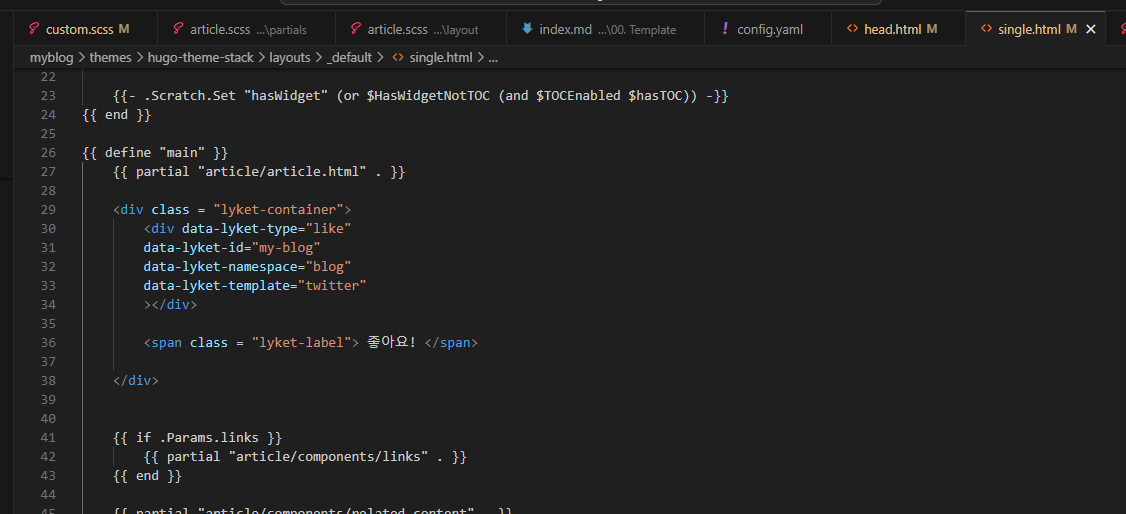 custom.scss M article.scss ...\partials article.scss ...\layout index.md ...\00. Template ! config.yaml <> head.html M <> single.html M ×
myblog > themes > hugo-theme-stack > layouts > _default > <> single.html > ...
22
23 {{- .Scratch.Set "hasWidget" (or $HasWidgetNotTOC (and $TOCEnabled $hasTOC)) -}}
24 {{ end }}
25
26 {{ define "main" }}
27 {{ partial "article/article.html" . }}
28
29 <div class = "lyket-container">
30 <div data-lyket-type="like"
31 data-lyket-id="my-blog"
32 data-lyket-namespace="blog"
33 data-lyket-template="twitter"
34 ></div>
35
36 <span class = "lyket-label"> 좋아요! </span>
37
38 </div>
39
40
41 {{ if .Params.links }}
42 {{ partial "article/components/links" . }}
43 {{ end }}
44
45 {{ partial "article/components/related-content" . }}